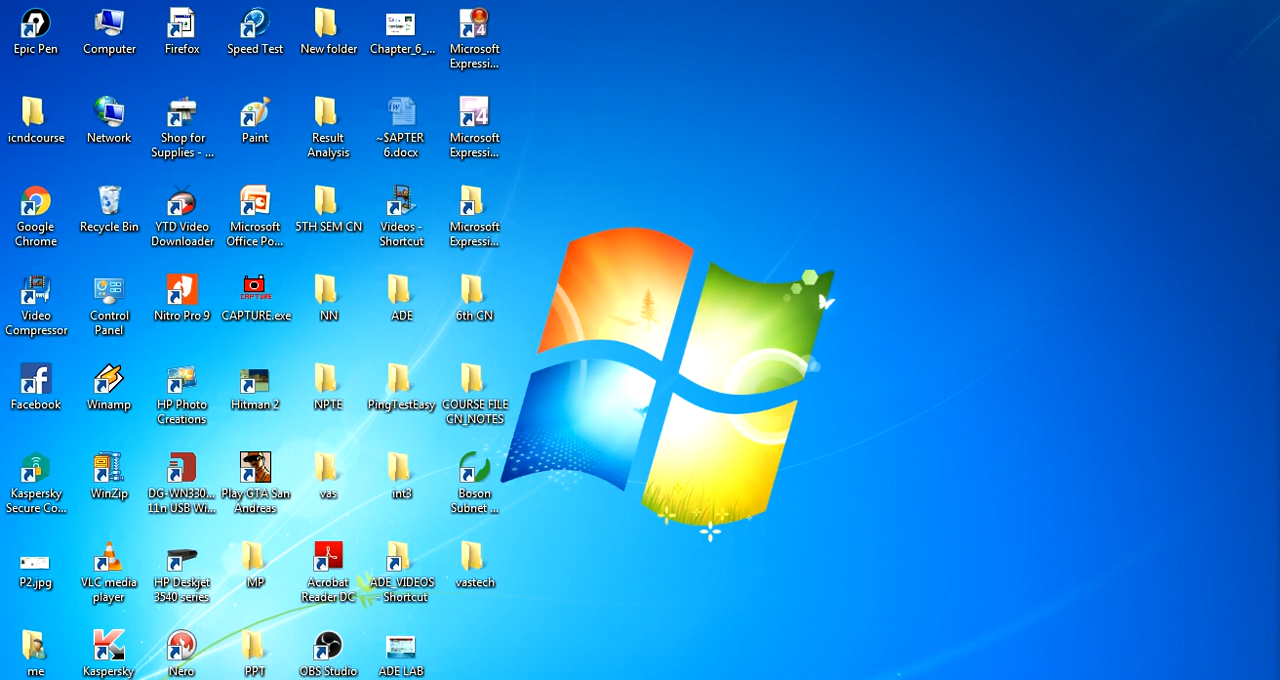 Epic Pen
Computer
Firefox
Speed Test
New folder
Chapter_6_...
Microsoft
Expressi...
icndcourse
Network
Shop for
Supplies - ...
Paint
Result
Analysis
~$APTER
6.docx
Microsoft
Expressi...
Google
Chrome
Recycle Bin
YTD Video
Downloader
Microsoft
Office Po...
5TH SEM CN
Videos -
Shortcut
Microsoft
Expressi...
Video
Compressor
Control
Panel
Nitro Pro 9
CAPTURE
CAPTURE.exe
NN
ADE
6th CN
Facebook
Winamp
HP Photo
Creations
Hitman 2
NPTE
PingTestEasy
COURSE FILE
CN_NOTES
Kaspersky
Secure Co...
WinZip
DG-WN330...
11n USB Wi...
Play GTA San
Andreas
vas
int3
Boson
Subnet ...
P2.jpg
VLC media
player
HP Deskjet
3540 series
MP
Acrobat
Reader DC
ADE_VIDEOS
- Shortcut
vastech
me
Kaspersky
Nero
PPT
OBS Studio
ADE LAB